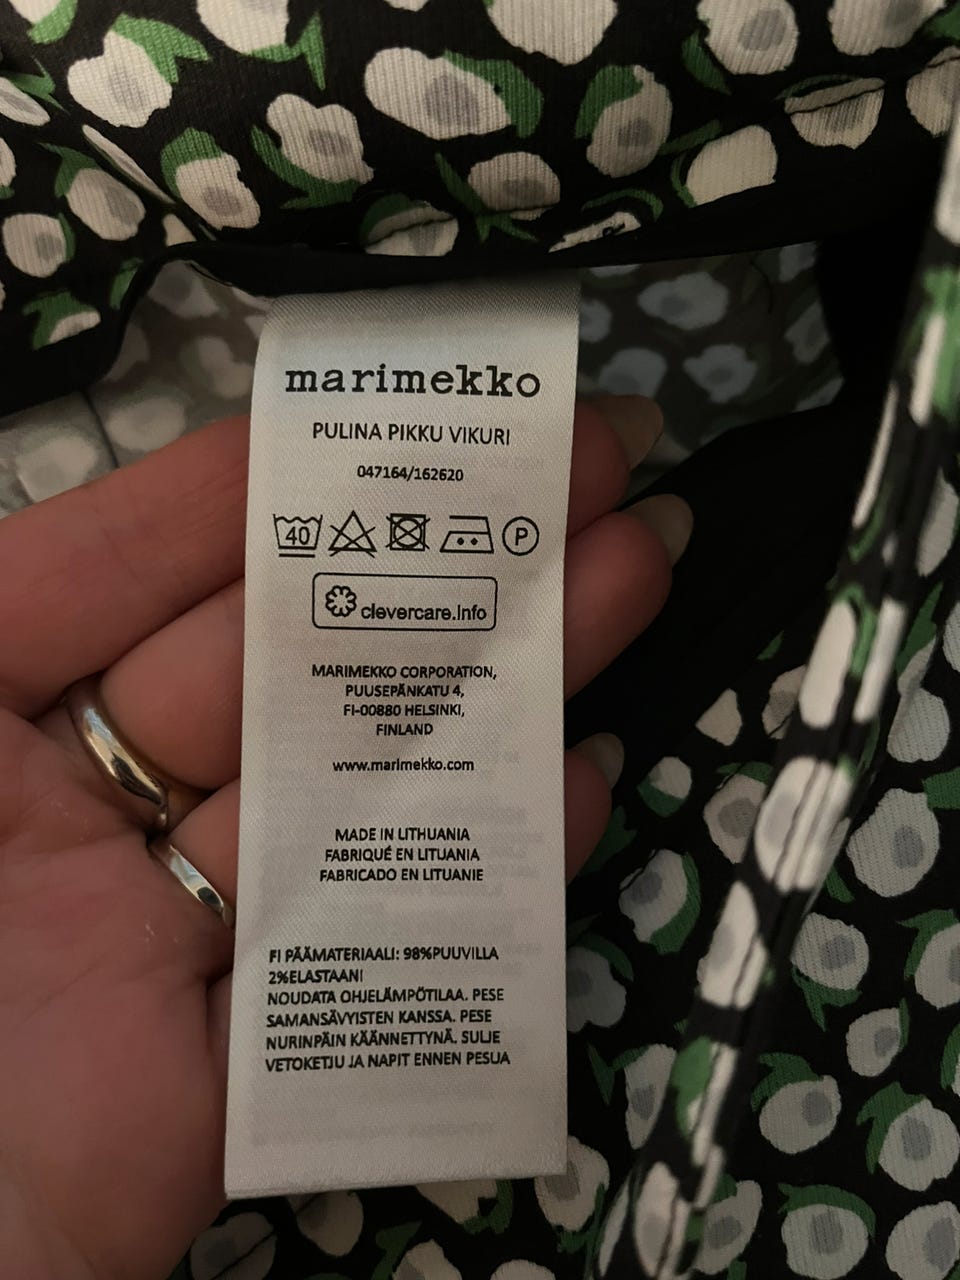 marimekko
PULINA PIKKU VIKURI
047164/162620
40
P
clevercare.info
MARIMEKKO CORPORATION,
PUUSEPÄNKATU 4,
FI-00880 HELSINKI,
FINLAND
www.marimekko.com
MADE IN LITHUANIA
FABRIQUÉ EN LITUANIA
FABRICADO EN LITUANIE
FI PÄÄMATERIAALI: 98%PUUVILLA
2%ELASTAANI
NOUDATA OHJELÄMPÖTILAA. PESE
SAMANSÄVYISTEN KANSSA. PESE
NURINPÄIN KÄÄNNETTYNÄ. SULJE
VETOKETJU JA NAPIT ENNEN PESUA